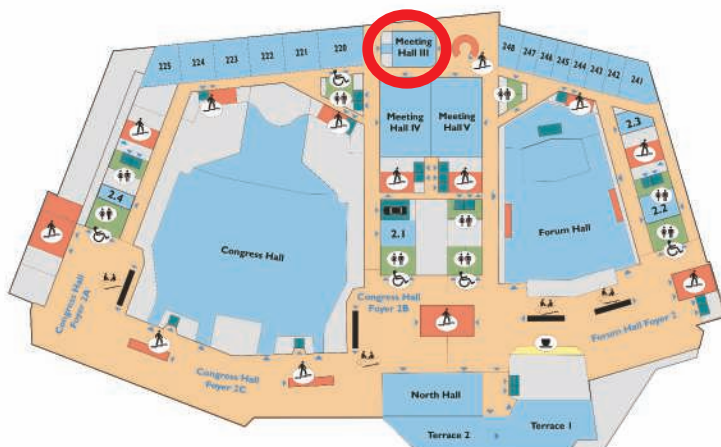 225
224
223
222
221
220
Meeting
Hall III
248
247
246
245
244
243
242
241
Meeting
Hall IV
Meeting
Hall V
2.3
2.4
2.1
2.2
Congress Hall
Forum Hall
Congress Hall
Foyer 2A
Congress Hall
Foyer 2B
Congress Hall
Foyer 2C
Forum Hall Foyer 2
North Hall
Terrace 1
Terrace 2